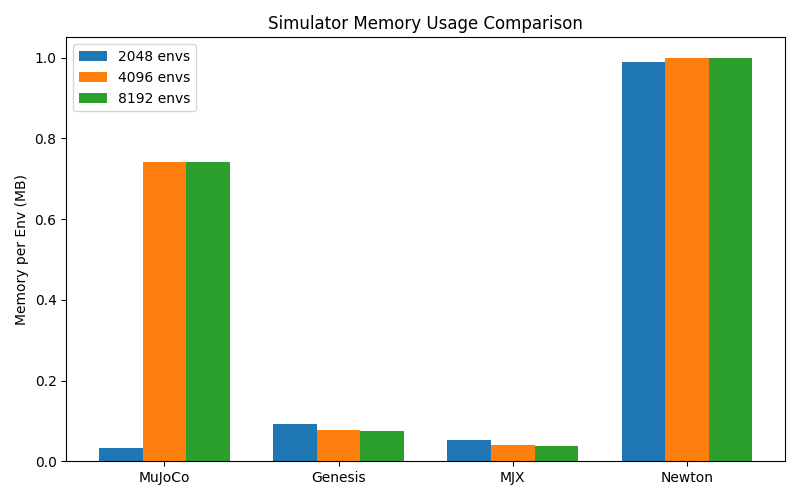 Simulator Memory Usage Comparison
2048 envs
4096 envs
8192 envs
Memory per Env (MB)
1.0
0.8
0.6
0.4
0.2
0.0
MuJoCo
Genesis
MJX
Newton